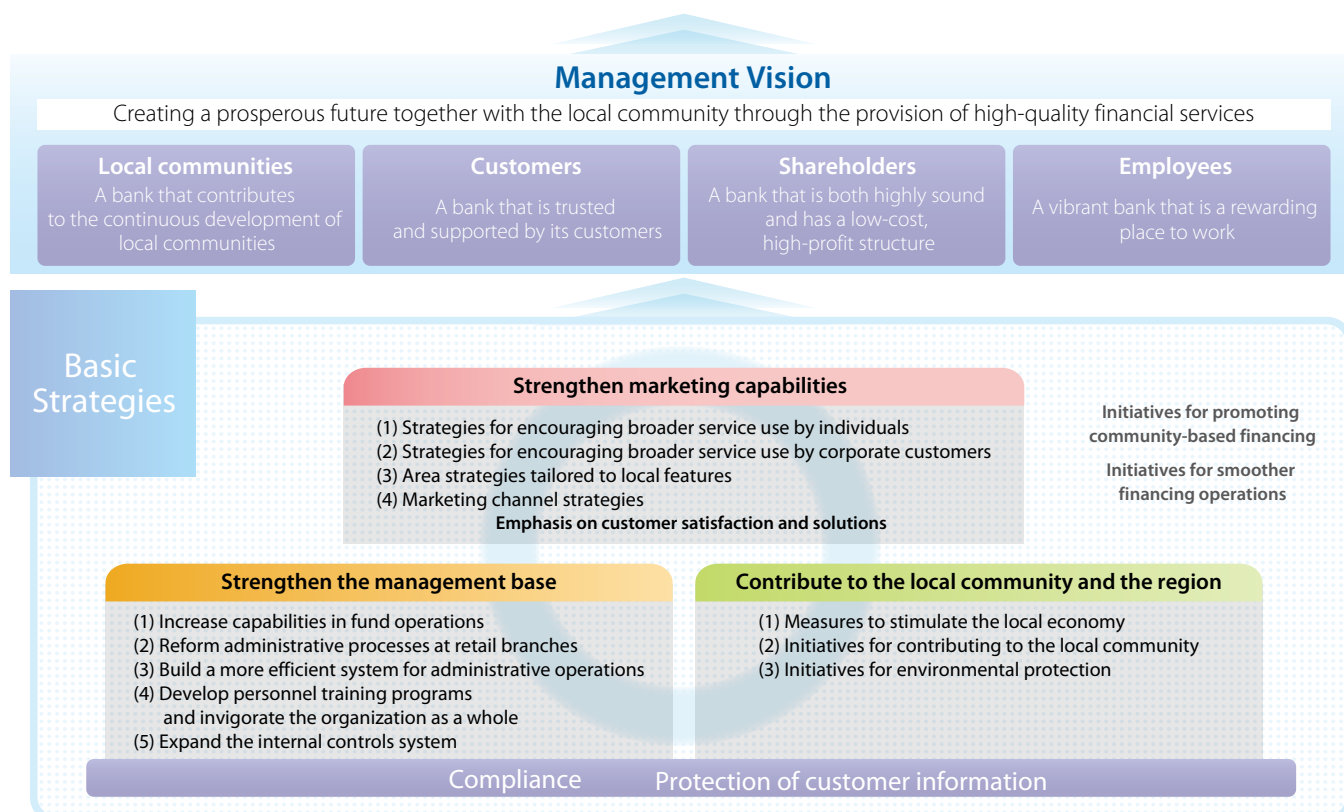 Management Vision
Creating a prosperous future together with the local community through the provision of high-quality financial services
Local communities
A bank that contributes
to the continuous development of
local communities
Customers
A bank that is trusted
and supported by its customers
Shareholders
A bank that is both highly sound
and has a low-cost,
high-profit structure
Employees
A vibrant bank that is a rewarding
place to work
Basic
Strategies
Strengthen marketing capabilities
(1) Strategies for encouraging broader service use by individuals
(2) Strategies for encouraging broader service use by corporate customers
(3) Area strategies tailored to local features
(4) Marketing channel strategies
Emphasis on customer satisfaction and solutions
Initiatives for promoting
community-based financing
Initiatives for smoother
financing operations
Strengthen the management base
(1) Increase capabilities in fund operations
(2) Reform administrative processes at retail branches
(3) Build a more efficient system for administrative operations
(4) Develop personnel training programs
and invigorate the organization as a whole
(5) Expand the internal controls system
Contribute to the local community and the region
(1) Measures to stimulate the local economy
(2) Initiatives for contributing to the local community
(3) Initiatives for environmental protection
Compliance Protection of customer information